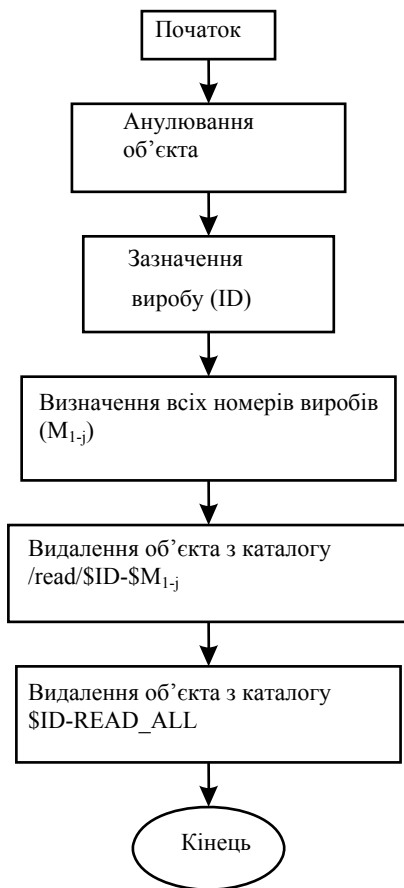 Початок
Анулювання
об’єкта
Зазначення
виробу (ID)
Визначення всіх номерів виробів
(M1-j)
Видалення об’єкта з каталогу
/read/$ID-$M1-j
Видалення об’єкта з каталогу
$ID-READ_ALL
Кінець